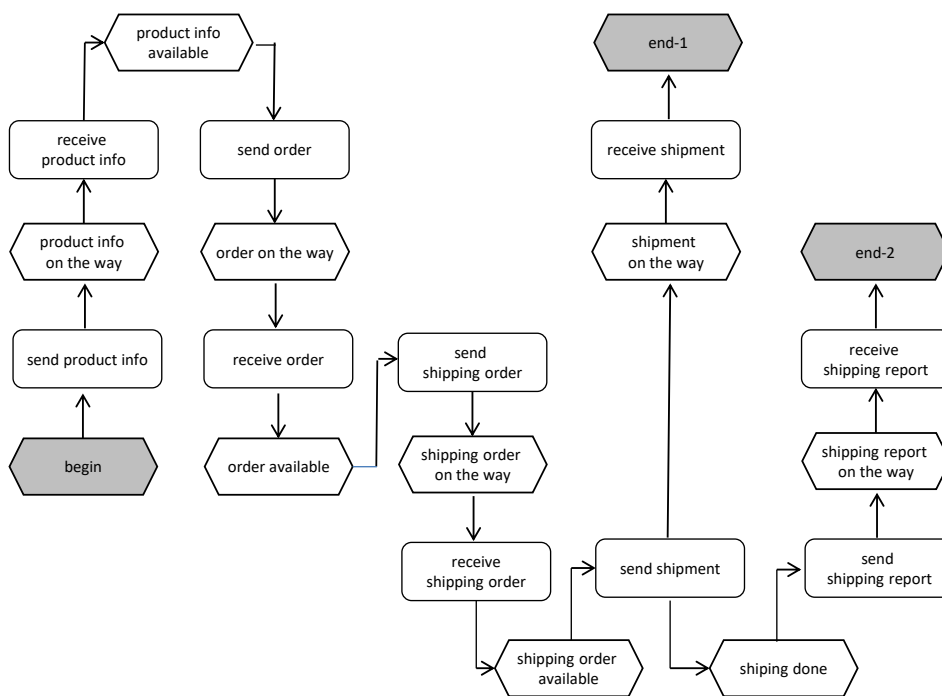 product info
available
end-1
receive
product info
send order
receive shipment
product info
on the way
order on the way
shipment
on the way
end-2
send product info
receive order
send
shipping order
receive
shipping report
begin
order available
shipping order
on the way
shipping report
on the way
receive
shipping order
send shipment
send
shipping report
shipping order
available
shiping done